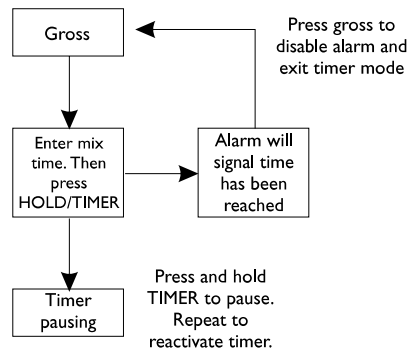 Gross
Press gross to
disable alarm and
exit timer mode
Enter mix
time. Then
press
HOLD/TIMER
Alarm will
signal time
has been
reached
Timer
pausing
Press and hold
TIMER to pause.
Repeat to
reactivate timer.